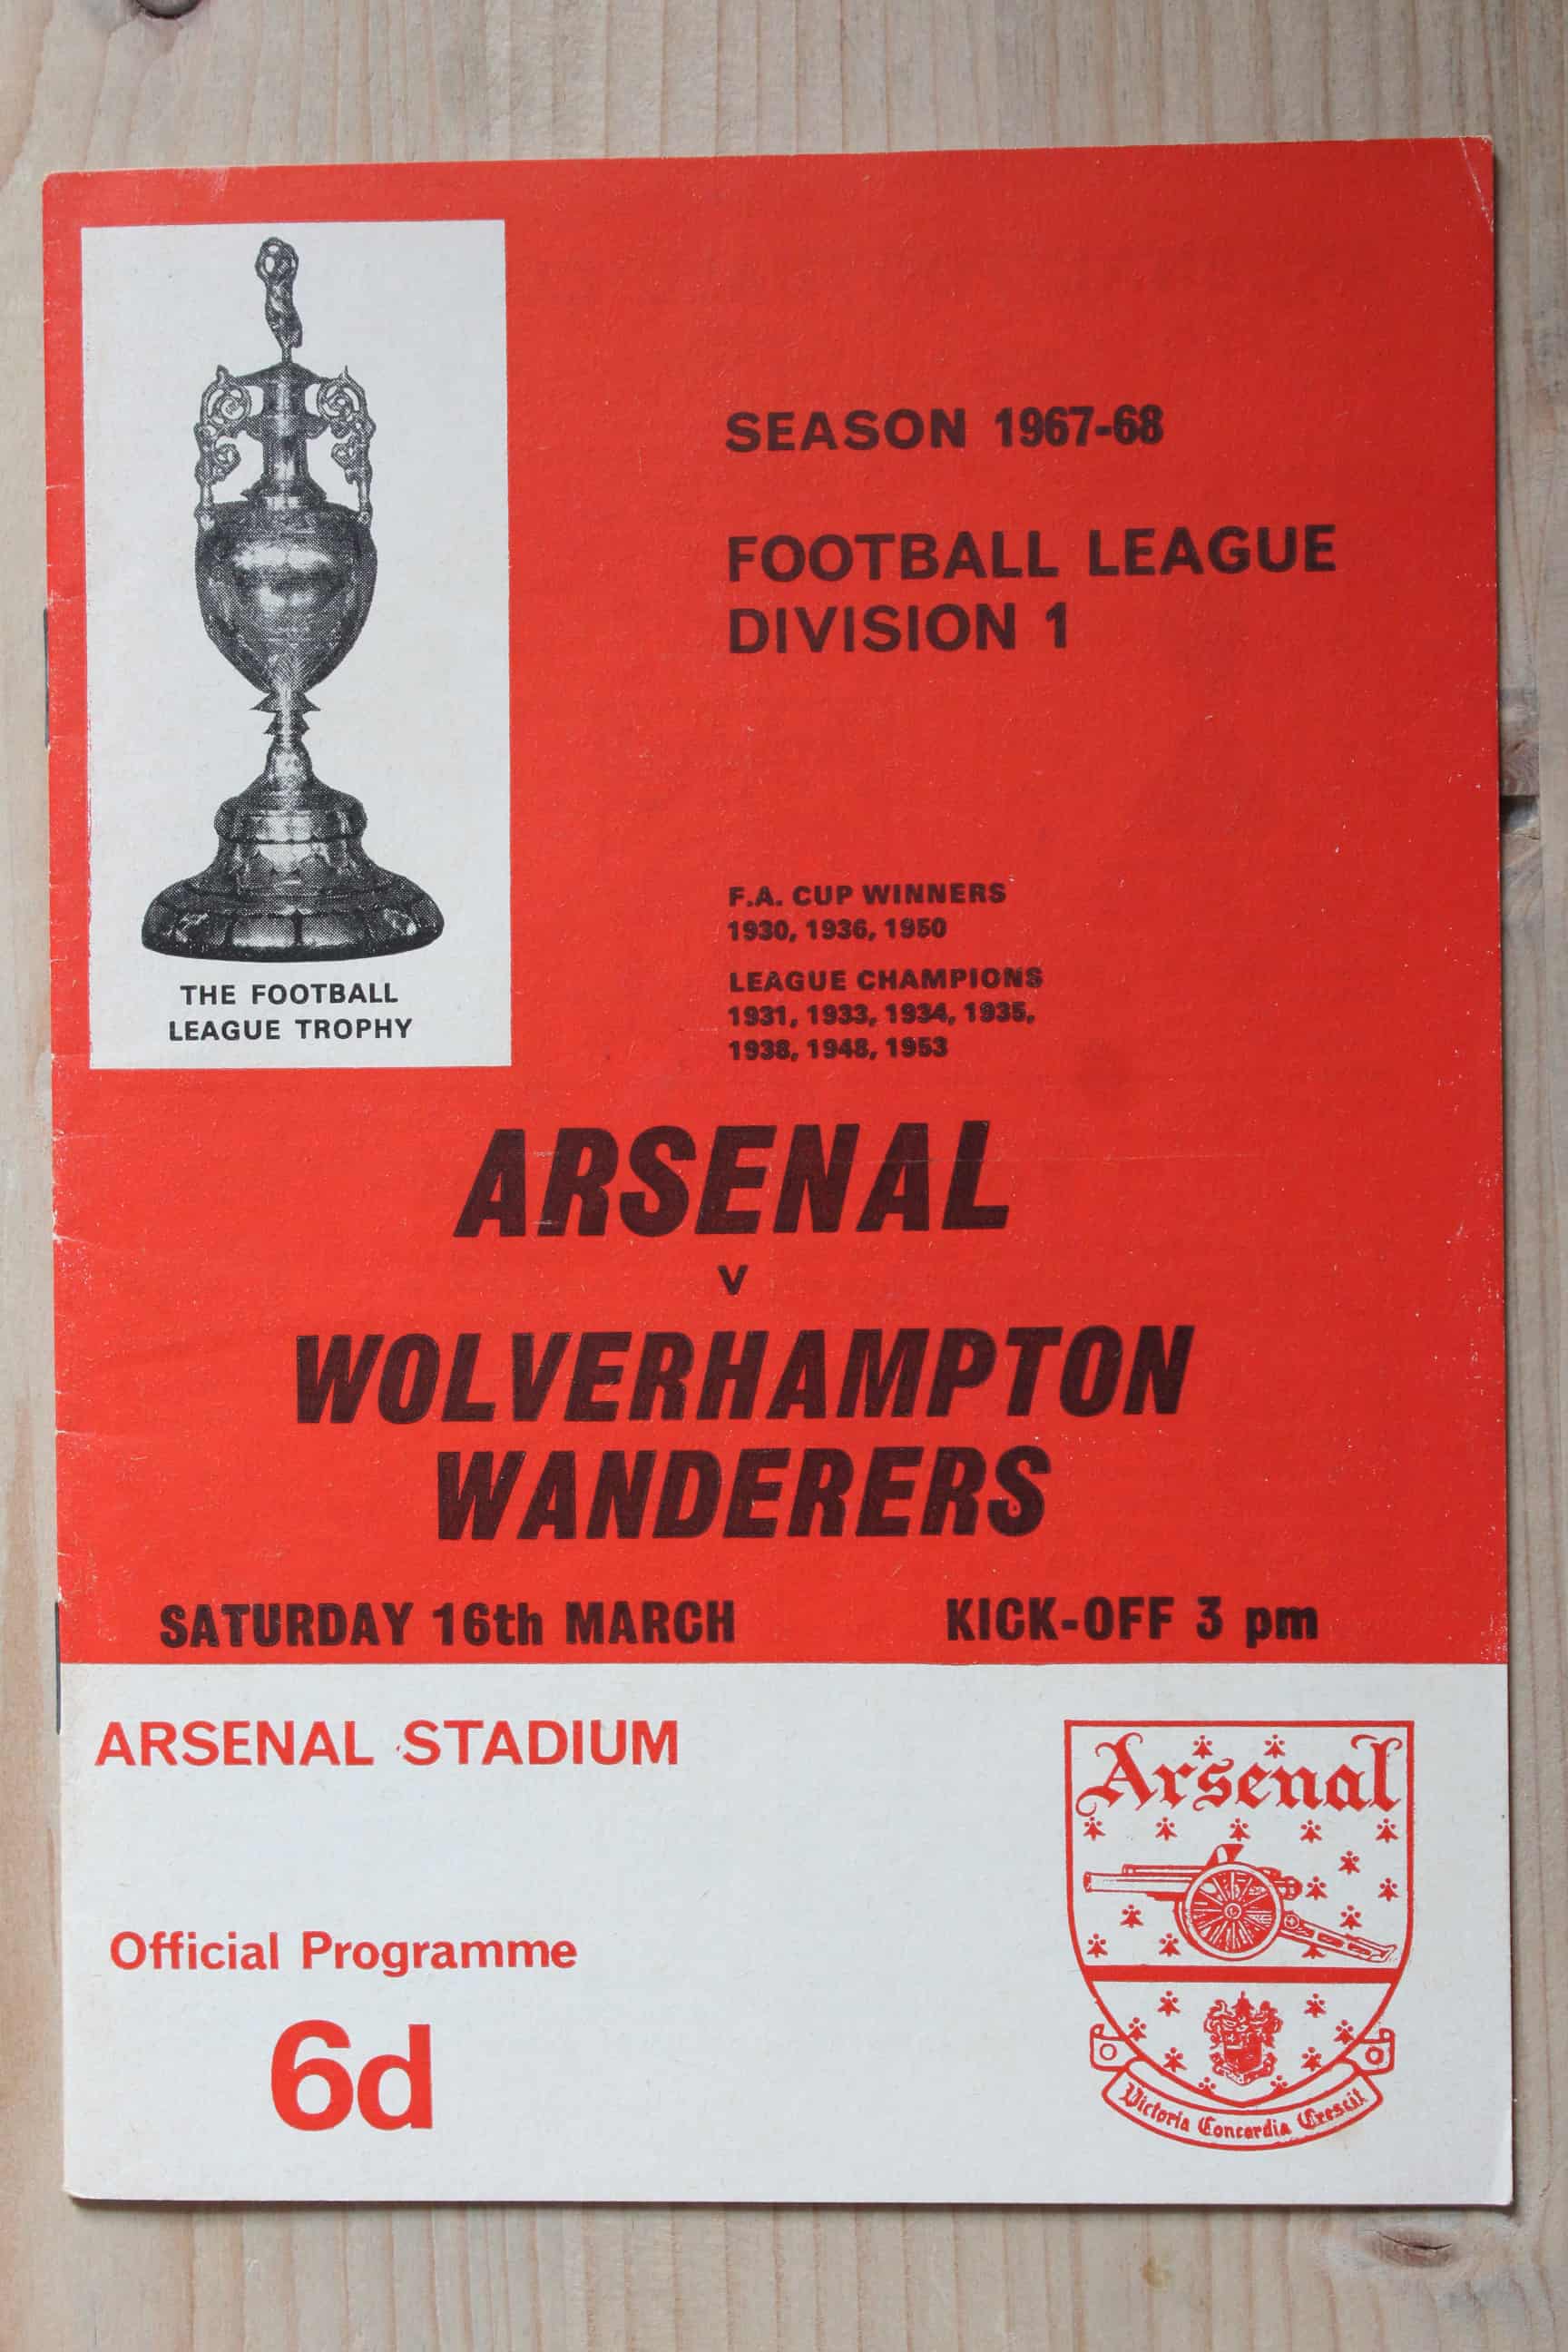 SEASON 1967-68
FOOTBALL LEAGUE
DIVISION 1
F.A. CUP WINNERS
1930, 1936, 1950
LEAGUE CHAMPIONS
1931, 1933, 1934, 1935,
1938, 1948, 1953
THE FOOTBALL
LEAGUE TROPHY
ARSENAL
v
WOLVERHAMPTON
WANDERERS
SATURDAY 16th MARCH KICK-OFF 3 pm
ARSENAL STADIUM
Official Programme
6d
Arsenal
Victoria Concordia Crescit